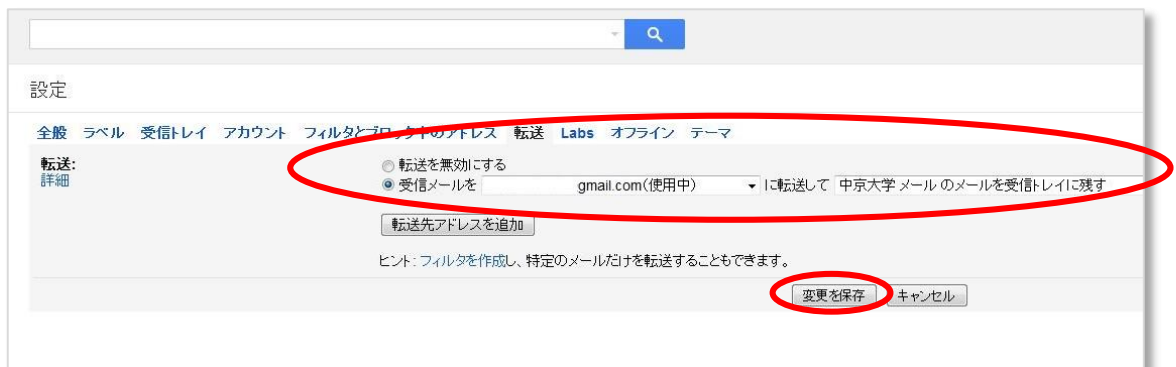 設定
全般 ラベル 受信トレイ アカウント フィルタとブロック中のアドレス 転送 Labs オフライン テーマ
転送:
詳細
転送を無効にする
受信メールを gmail.com(使用中) に転送して 中京大学 メール のメールを受信トレイに残す
転送先アドレスを追加
ヒント: フィルタを作成し、特定のメールだけを転送することもできます。
変更を保存 キャンセル